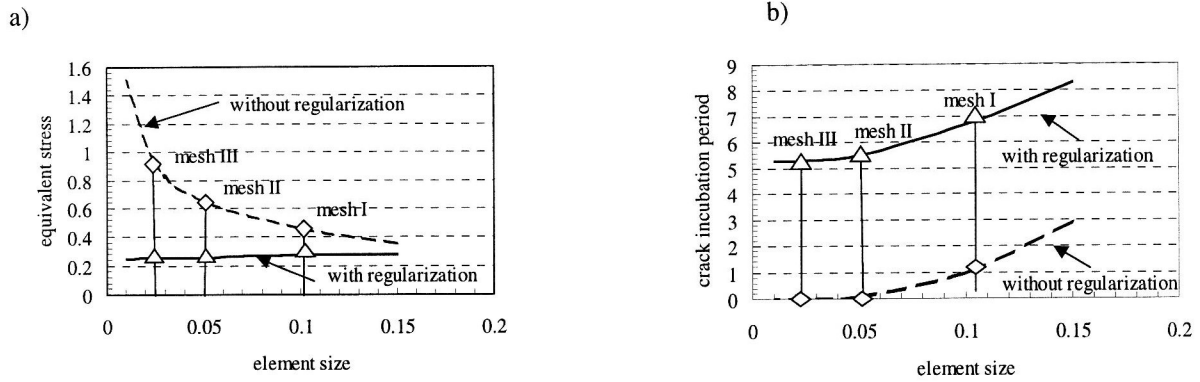 a)
1.6
1.4
1.2
1
0.8
0.6
0.4
0.2
0
equivalent stress
without regularization
mesh III
mesh II
mesh I
with regularization
0 0.05 0.1 0.15 0.2
element size
b)
9
8
7
6
5
4
3
2
1
0
crack incubation period
mesh I
mesh III mesh II
with regularization
without regularization
0 0.05 0.1 0.15 0.2
element size